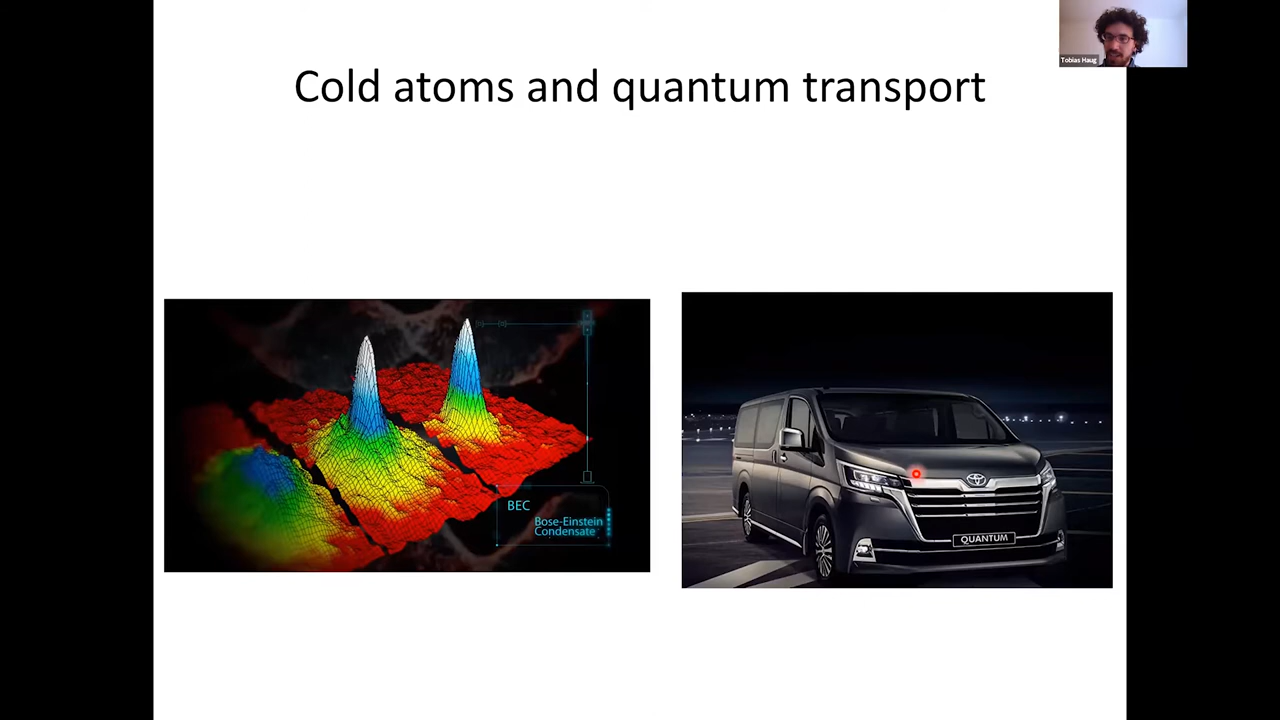 Tobias Haug
Cold atoms and quantum transport
BEC
Bose-Einstein
Condensate
QUANTUM